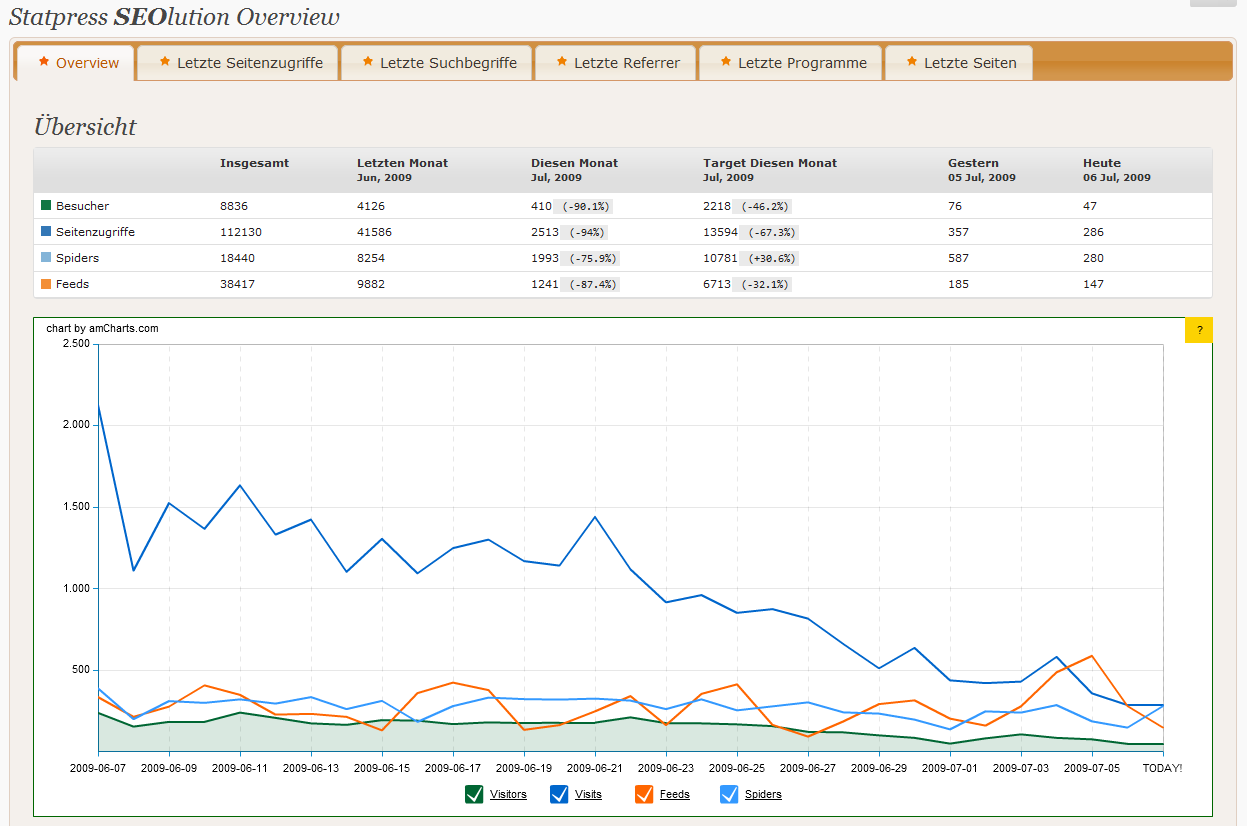 Statpress SEOlution Overview
Overview Letzte Seitenzugriffe Letzte Suchbegriffe Letzte Referrer Letzte Programme Letzte Seiten
Übersicht
Insgesamt Letzten Monat Diesen Monat Target Diesen Monat Gestern Heute
Jun, 2009 Jul, 2009 Jul, 2009 05 Jul, 2009 06 Jul, 2009
Besucher 8836 4126 410 (-90.1%) 2218 (-46.2%) 76 47
Seitenzugriffe 112130 41586 2513 (-94%) 13594 (-67.3%) 357 286
Spiders 18440 8254 1993 (-75.9%) 10781 (+30.6%) 587 280
Feeds 38417 9882 1241 (-87.4%) 6713 (-32.1%) 185 147
chart by amCharts.com ?
2.500
2.000
1.500
1.000
500
2009-06-07 2009-06-09 2009-06-11 2009-06-13 2009-06-15 2009-06-17 2009-06-19 2009-06-21 2009-06-23 2009-06-25 2009-06-27 2009-06-29 2009-07-01 2009-07-03 2009-07-05 TODAY!
Visitors Visits Feeds Spiders